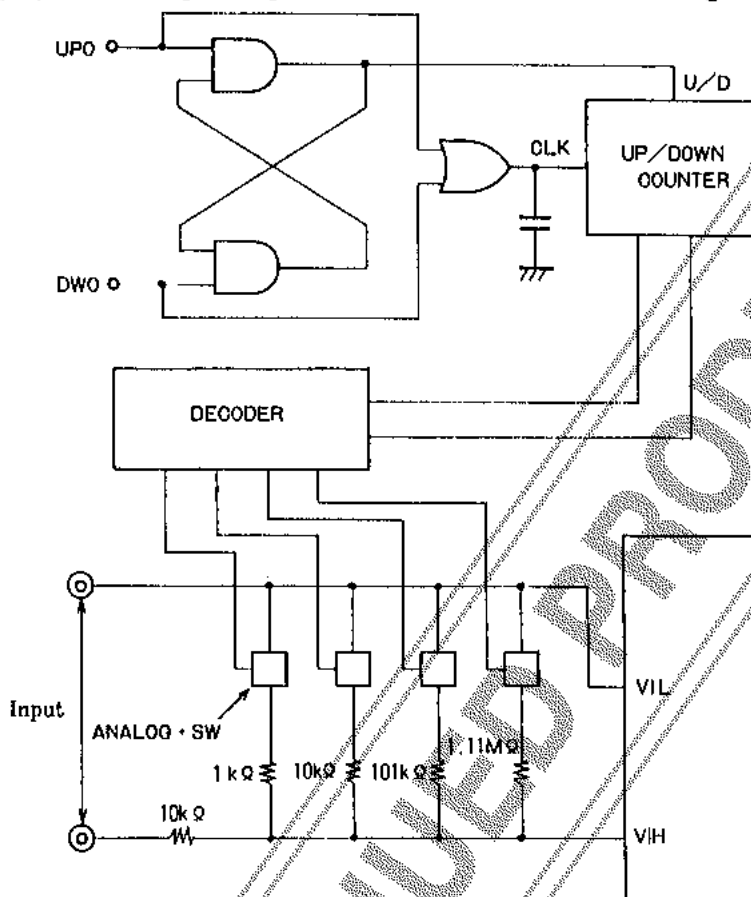 UPO
U/D
CLK
UP/DOWN
COUNTER
DWO
DECODER
VIL
Input
ANALOG · SW
1kΩ
10kΩ
101kΩ
1.11MΩ
10kΩ
VIH